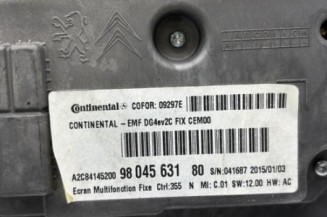 Continental COFOR: 09297E
CONTINENTAL - EMF DG4ev2C FIX CEM00
A2C84145200 98 045 631 80 S/N:041687 2015/01/03
Ecran Multifonction Fixe Ctrl:355 N MI: C.01 SW:12.00 HW: AC